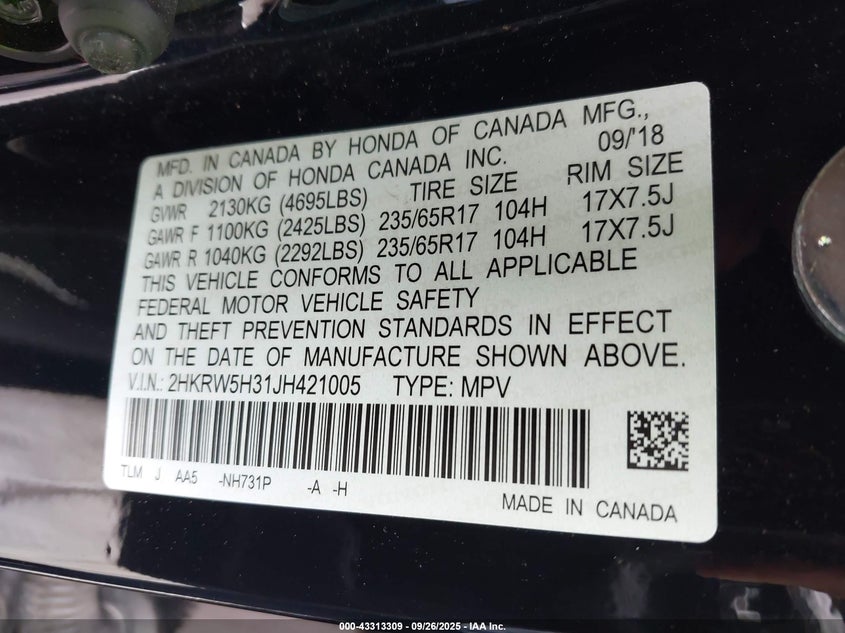 MFD. IN CANADA BY HONDA OF CANADA MFG.,
A DIVISION OF HONDA CANADA INC. 09/'18
GVWR 2130KG (4695LBS) TIRE SIZE RIM SIZE
GAWR F 1100KG (2425LBS) 235/65R17 104H 17X7.5J
GAWR R 1040KG (2292LBS) 235/65R17 104H 17X7.5J
THIS VEHICLE CONFORMS TO ALL APPLICABLE
FEDERAL MOTOR VEHICLE SAFETY
AND THEFT PREVENTION STANDARDS IN EFFECT
ON THE DATE OF MANUFACTURE SHOWN ABOVE.
V.I.N.: 2HKRW5H31JH421005 TYPE: MPV
TLM J AA5 -NH731P -A -H
MADE IN CANADA
000-43313309 - 09/26/2025 - IAA Inc.